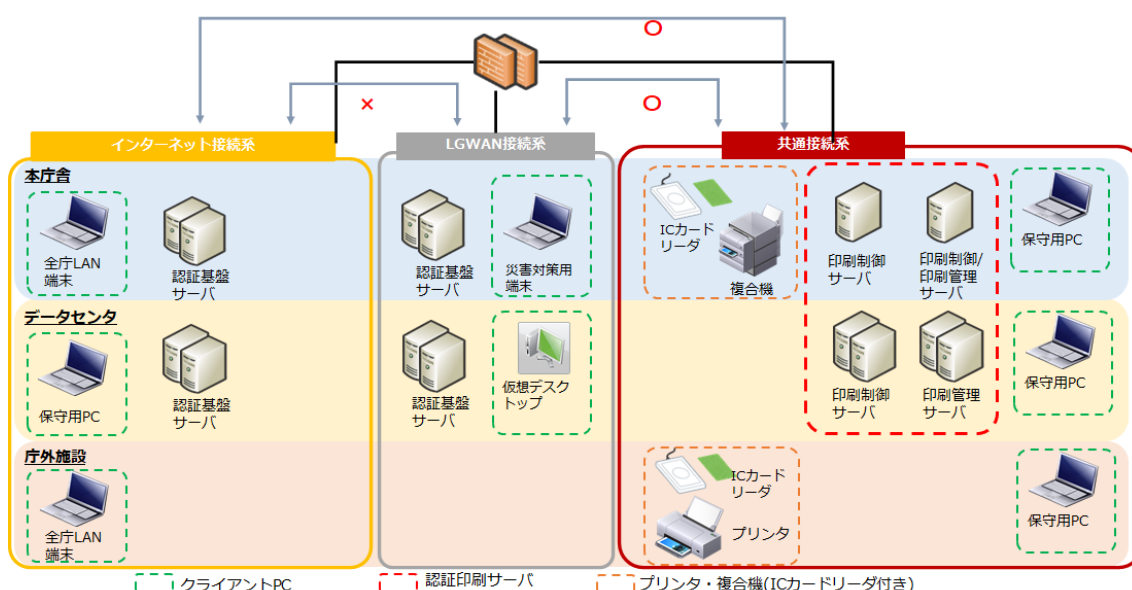 ○
×
○
インターネット接続系
LGWAN接続系
共通接続系
本庁舎
全庁LAN
端末
認証基盤
サーバ
認証基盤
サーバ
災害対策用
端末
ICカード
リーダ
複合機
印刷制御
サーバ
印刷制御/
印刷管理
サーバ
保守用PC
データセンタ
保守用PC
認証基盤
サーバ
認証基盤
サーバ
仮想デスク
トップ
印刷制御
サーバ
印刷管理
サーバ
保守用PC
庁外施設
全庁LAN
端末
ICカード
リーダ
プリンタ
保守用PC
クライアントPC
認証印刷サーバ
プリンタ・複合機(ICカードリーダ付き)